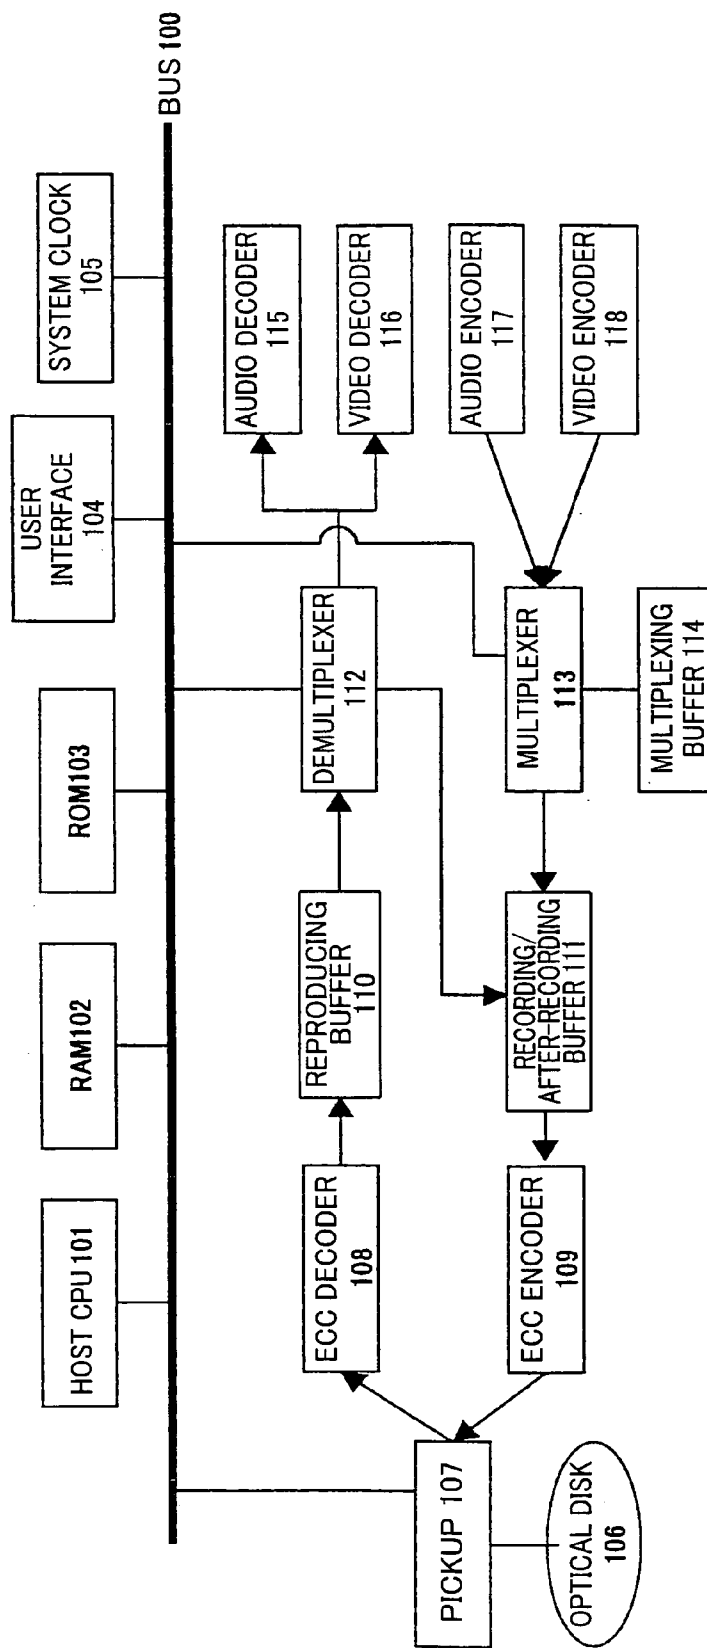 HOST CPU 101
RAM102
ROM103
USER
INTERFACE
104
SYSTEM CLOCK
105
BUS 100
PICKUP 107
OPTICAL DISK
106
ECC DECODER
108
REPRODUCING
BUFFER
110
DEMULTIPLEXER
112
AUDIO DECODER
115
VIDEO DECODER
116
ECC ENCODER
109
RECORDING/
AFTER-RECORDING
BUFFER 111
MULTIPLEXER
113
AUDIO ENCODER
117
VIDEO ENCODER
118
MULTIPLEXING
BUFFER 114